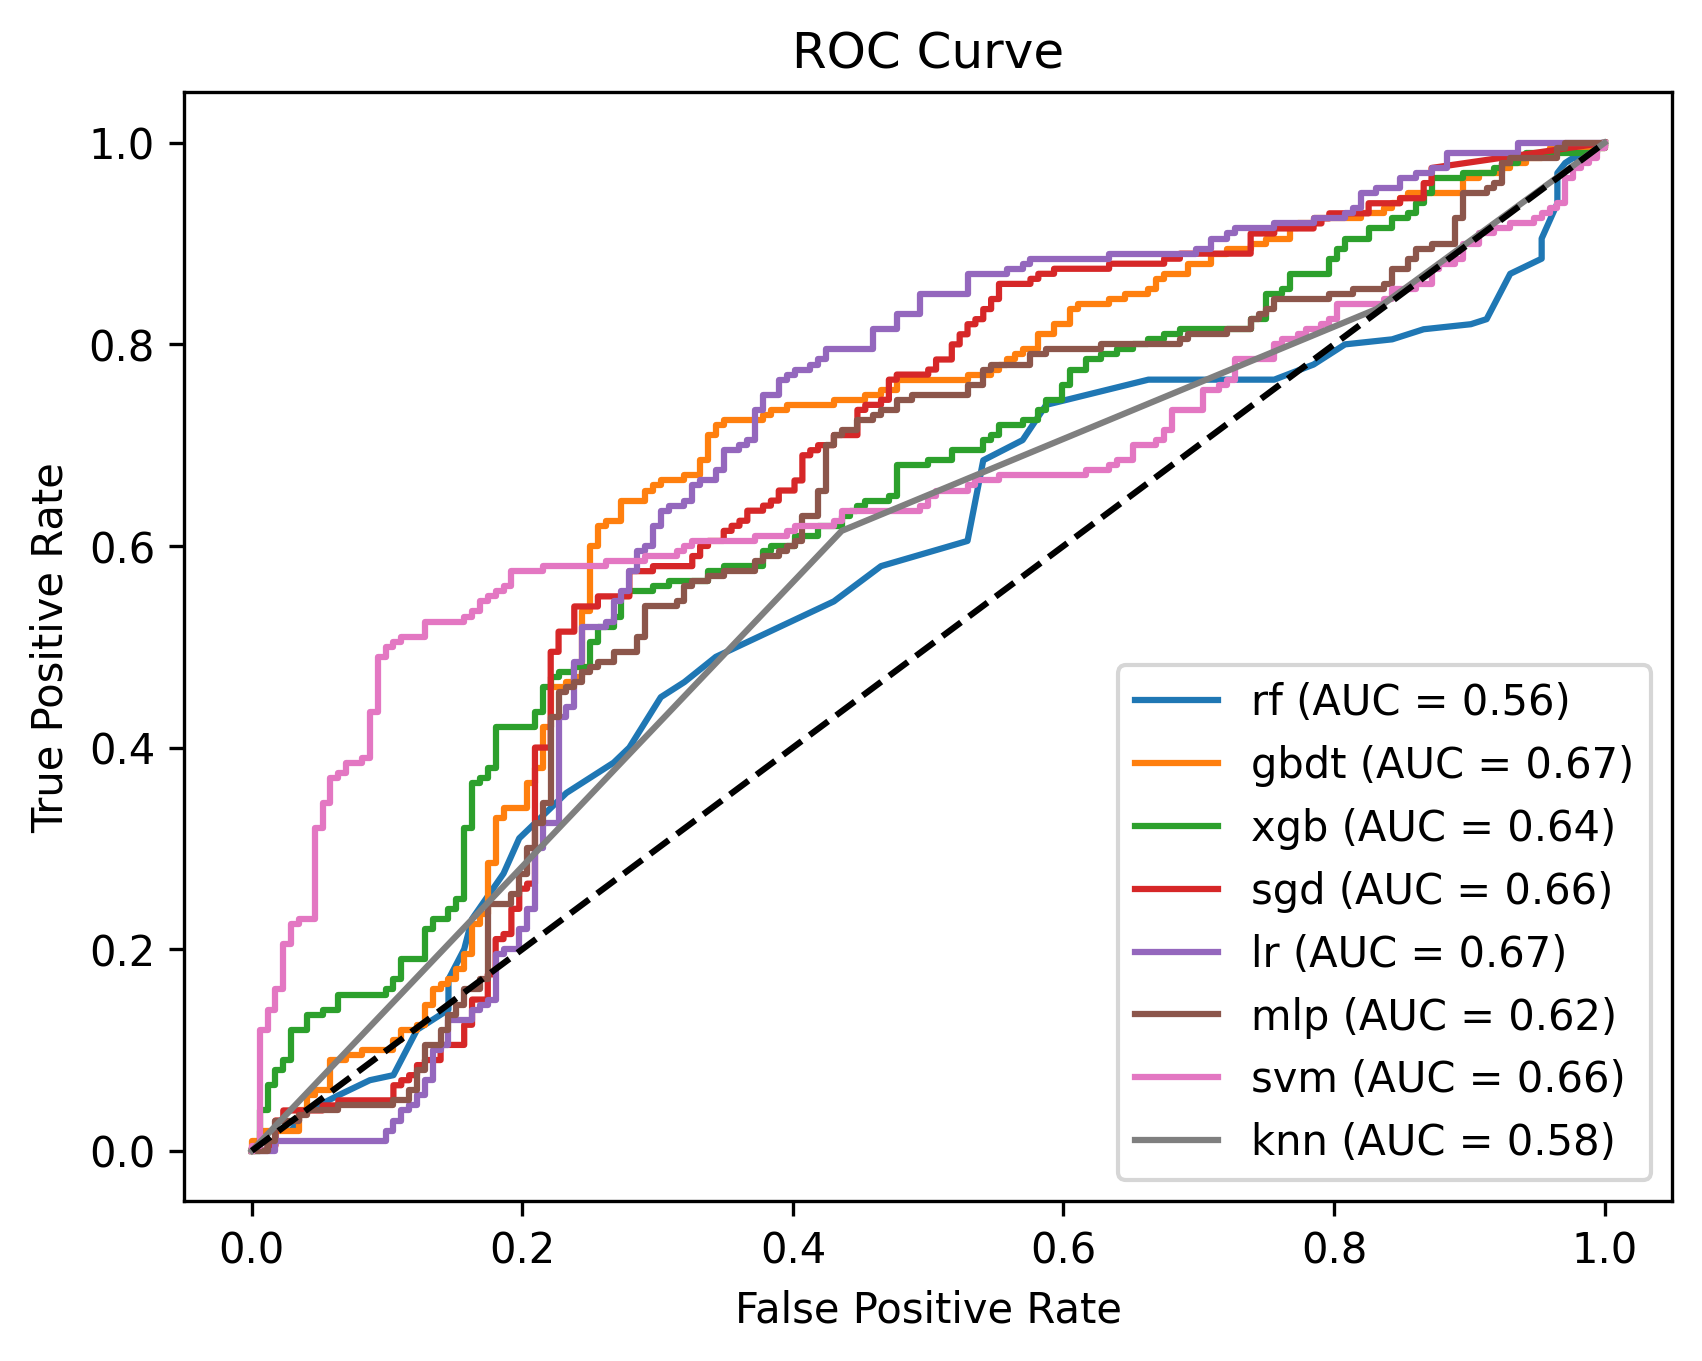 ROC Curve
True Positive Rate
1.0
0.8
0.6
0.4
0.2
0.0
rf (AUC = 0.56)
gbdt (AUC = 0.67)
xgb (AUC = 0.64)
sgd (AUC = 0.66)
lr (AUC = 0.67)
mlp (AUC = 0.62)
svm (AUC = 0.66)
knn (AUC = 0.58)
0.0 0.2 0.4 0.6 0.8 1.0
False Positive Rate